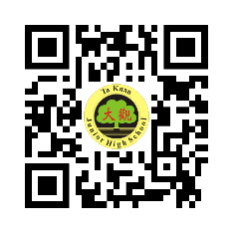 Ta Kuan
大觀
Junior High School